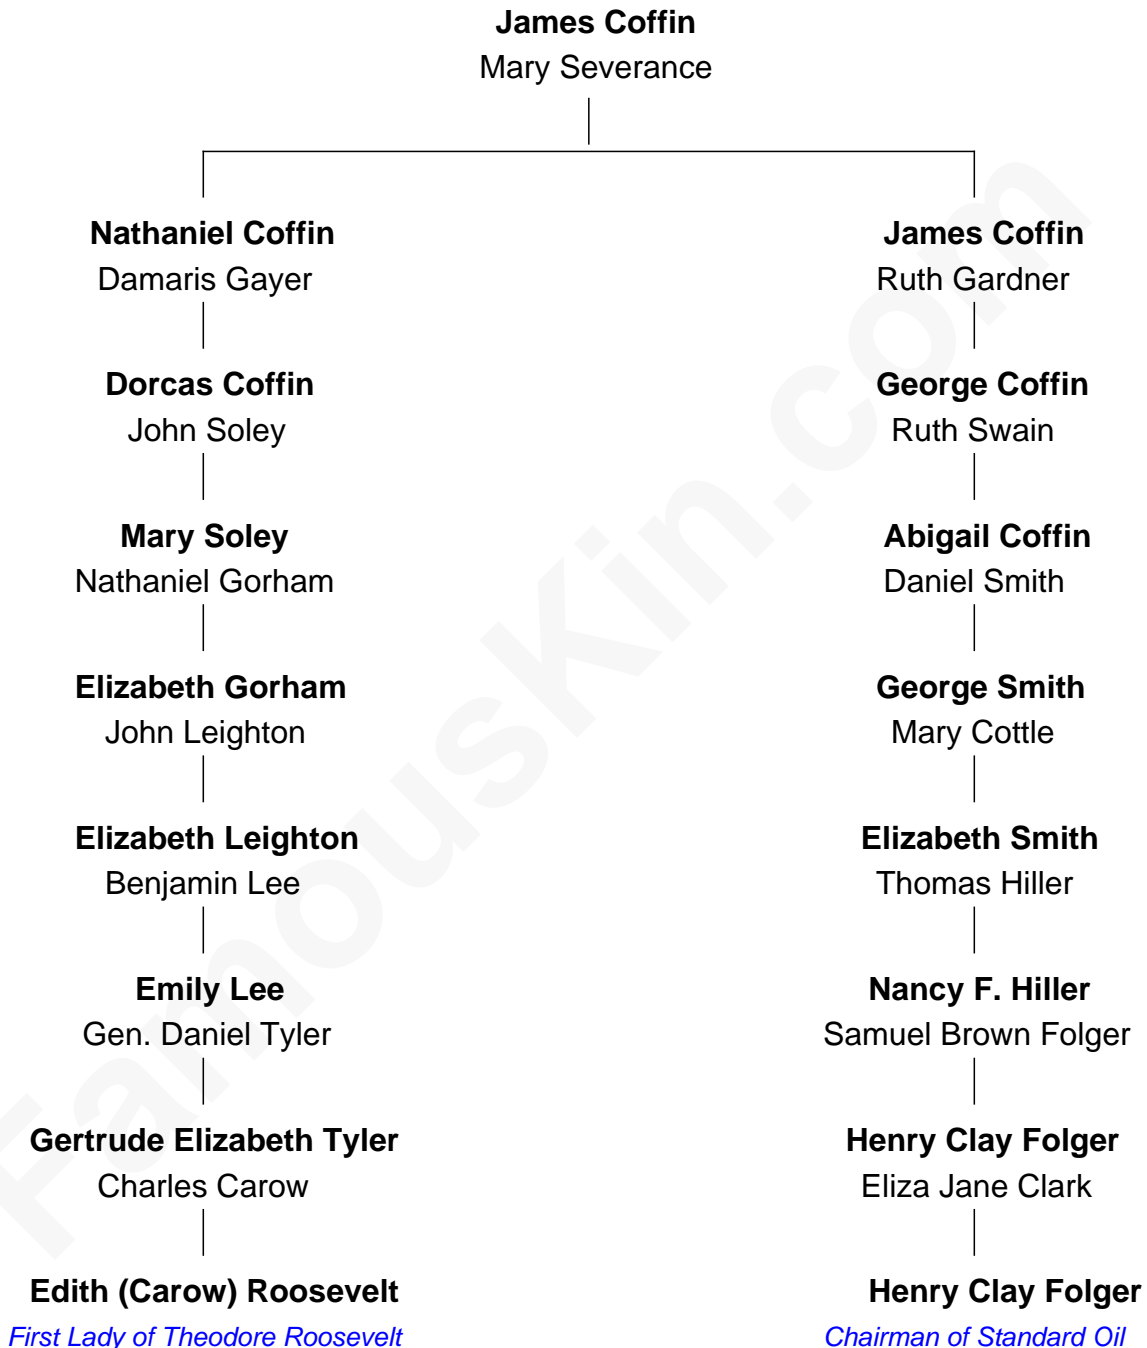 James Coffin
Mary Severance
Nathaniel Coffin
Damaris Gayer
James Coffin
Ruth Gardner
Dorcas Coffin
John Soley
George Coffin
Ruth Swain
Mary Soley
Nathaniel Gorham
Abigail Coffin
Daniel Smith
Elizabeth Gorham
John Leighton
George Smith
Mary Cottle
Elizabeth Leighton
Benjamin Lee
Elizabeth Smith
Thomas Hiller
Emily Lee
Gen. Daniel Tyler
Nancy F. Hiller
Samuel Brown Folger
Gertrude Elizabeth Tyler
Charles Carow
Henry Clay Folger
Eliza Jane Clark
Edith (Carow) Roosevelt
First Lady of Theodore Roosevelt
Henry Clay Folger
Chairman of Standard Oil
FamousKin.com